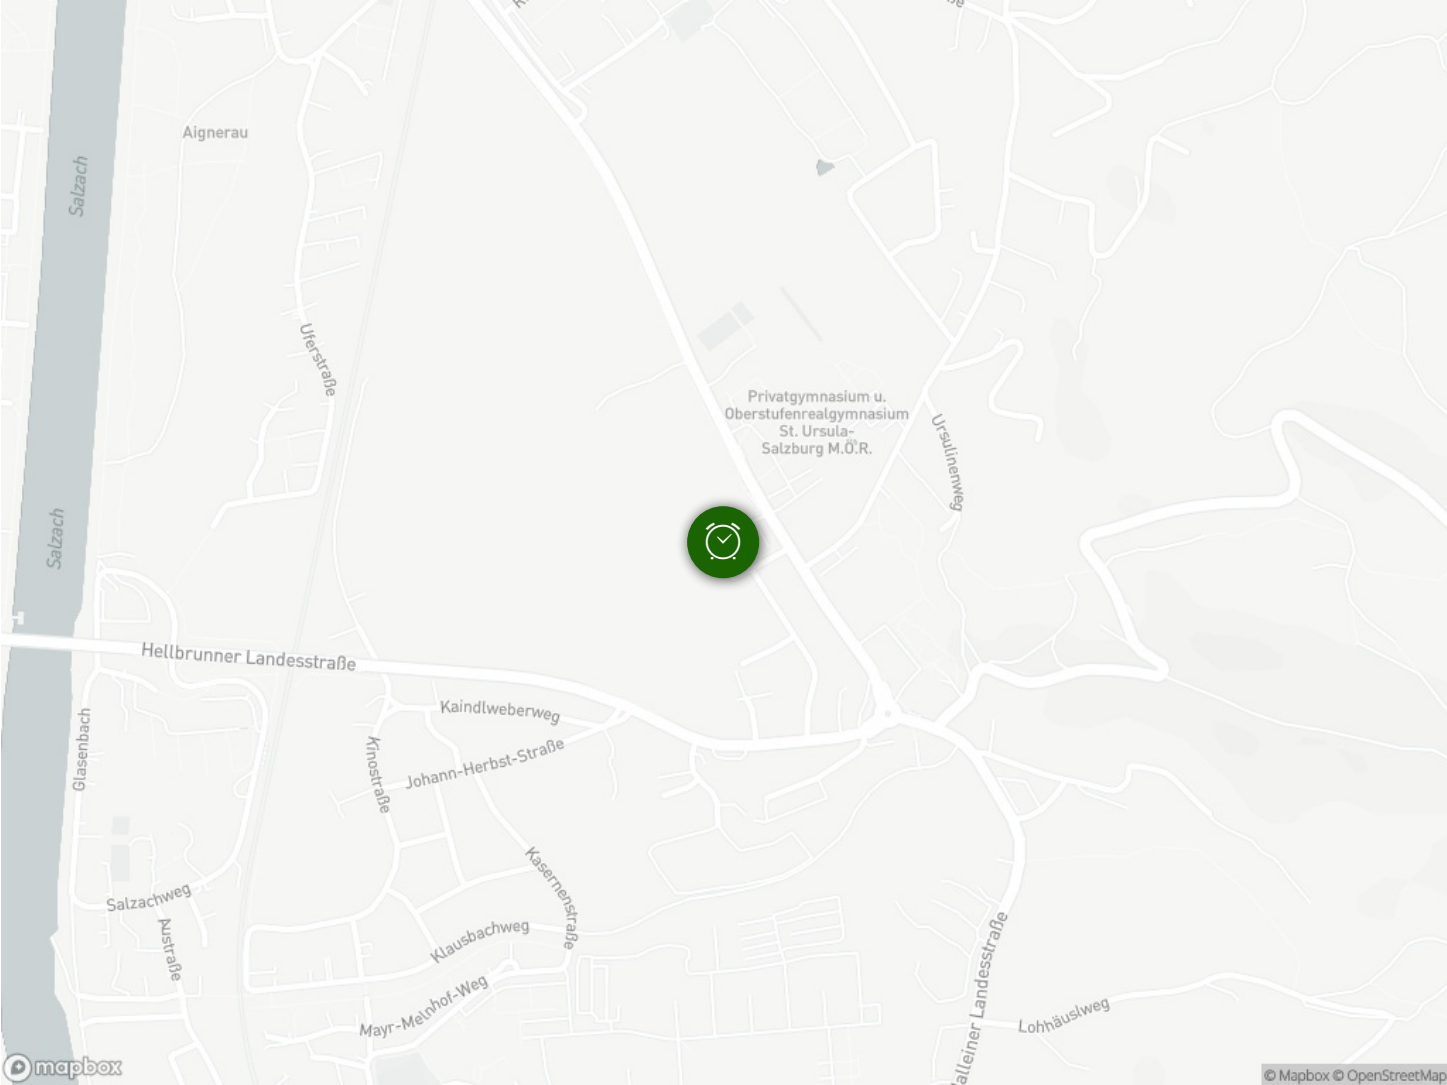 Aignerau
Salzach
Uferstraße
Privatgymnasium u.
Oberstufenrealgymnasium
St. Ursula-
Salzburg M.Ö.R.
Ursulinenweg
Salzach
Hellbrunner Landesstraße
Kaindlweberweg
Glasenbach
Kinostraße
Johann-Herbst-Straße
Kasernenstraße
Salzachweg
Austraße
Klausbachweg
Mayr-Melnhof-Weg
alleiner Landesstraße
Lohhäuslweg
mapbox
© Mapbox © OpenStreetMap